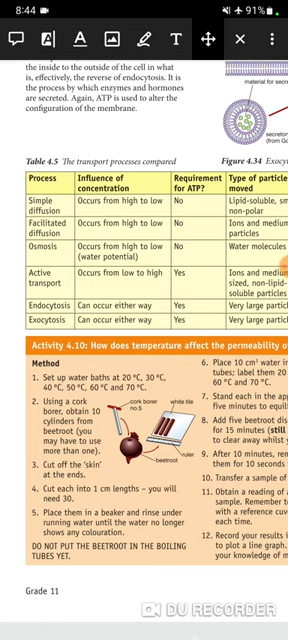 8:44
91%
the inside to the outside of the cell in what
is, effectively, the reverse of endocytosis. It is
the process by which enzymes and hormones
are secreted. Again, ATP is used to alter the
configuration of the membrane.
material for secre
secretor
(from Go
Table 4.5 The transport processes compared
Figure 4.34 Exocyt
Process Influence of concentration Requirement for ATP? Type of particle moved
Simple diffusion Occurs from high to low No Lipid-soluble, sm non-polar
Facilitated diffusion Occurs from high to low No Ions and medium particles
Osmosis Occurs from high to low (water potential) No Water molecules
Active transport Occurs from low to high Yes Ions and medium sized, non-lipid- soluble particles
Endocytosis Can occur either way Yes Very large partic
Exocytosis Can occur either way Yes Very large partic
Activity 4.10: How does temperature affect the permeability of
Method
1. Set up water baths at 20 °C, 30 °C,
40 °C, 50 °C, 60 °C and 70 °C.
2. Using a cork
borer, obtain 10
cylinders from
beetroot (you
may have to use
more than one).
3. Cut off the 'skin'
at the ends.
4. Cut each into 1 cm lengths – you will
need 30.
5. Place them in a beaker and rinse under
running water until the water no longer
shows any colouration.
DO NOT PUT THE BEETROOT IN THE BOILING
TUBES YET.
cork borer
no.5
white tile
ruler
beetroot
6. Place 10 cm³ water in
tubes; label them 20
60 °C and 70 °C.
7. Stand each in the app
five minutes to equili
8. Add five beetroot dis
for 15 minutes (still
to clear away whilst y
9. After 10 minutes, rem
them for 10 seconds
10. Transfer a sample of
11. Obtain a reading of a
sample. Remember to
with a reference cuv
each time.
12. Record your results i
to plot a line graph.
your knowledge of m
Grade 11
DU RECORDER